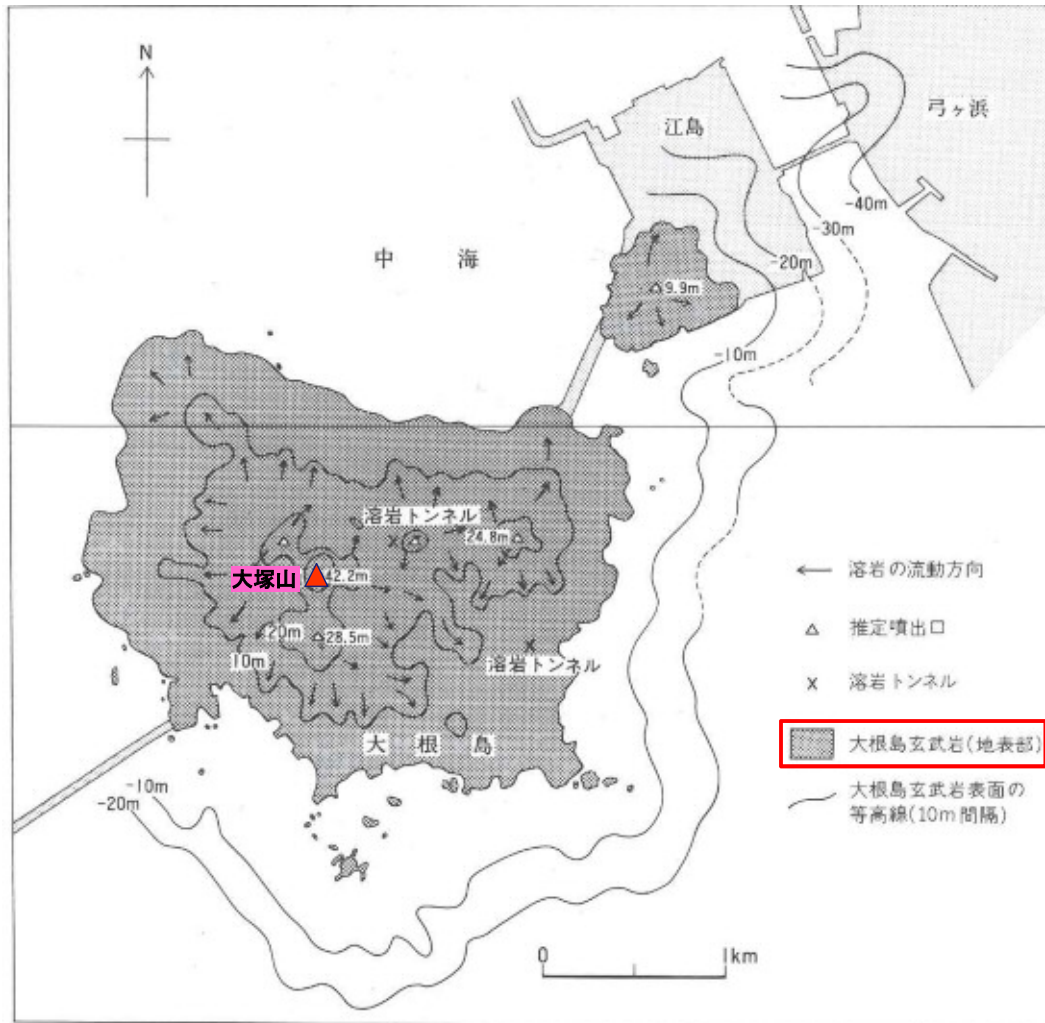 N
江島
弓ヶ浜
中 海
-40m
-30m
-20m
9.9m
-10m
溶岩トンネル
24.8m
大塚山
42.2m
20m
28.5m
10m
溶岩トンネル
大 根 島
-10m
-20m
溶岩の流動方向
推定噴出口
溶岩トンネル
大根島玄武岩(地表部)
大根島玄武岩表面の
等高線(10m間隔)
0
1km